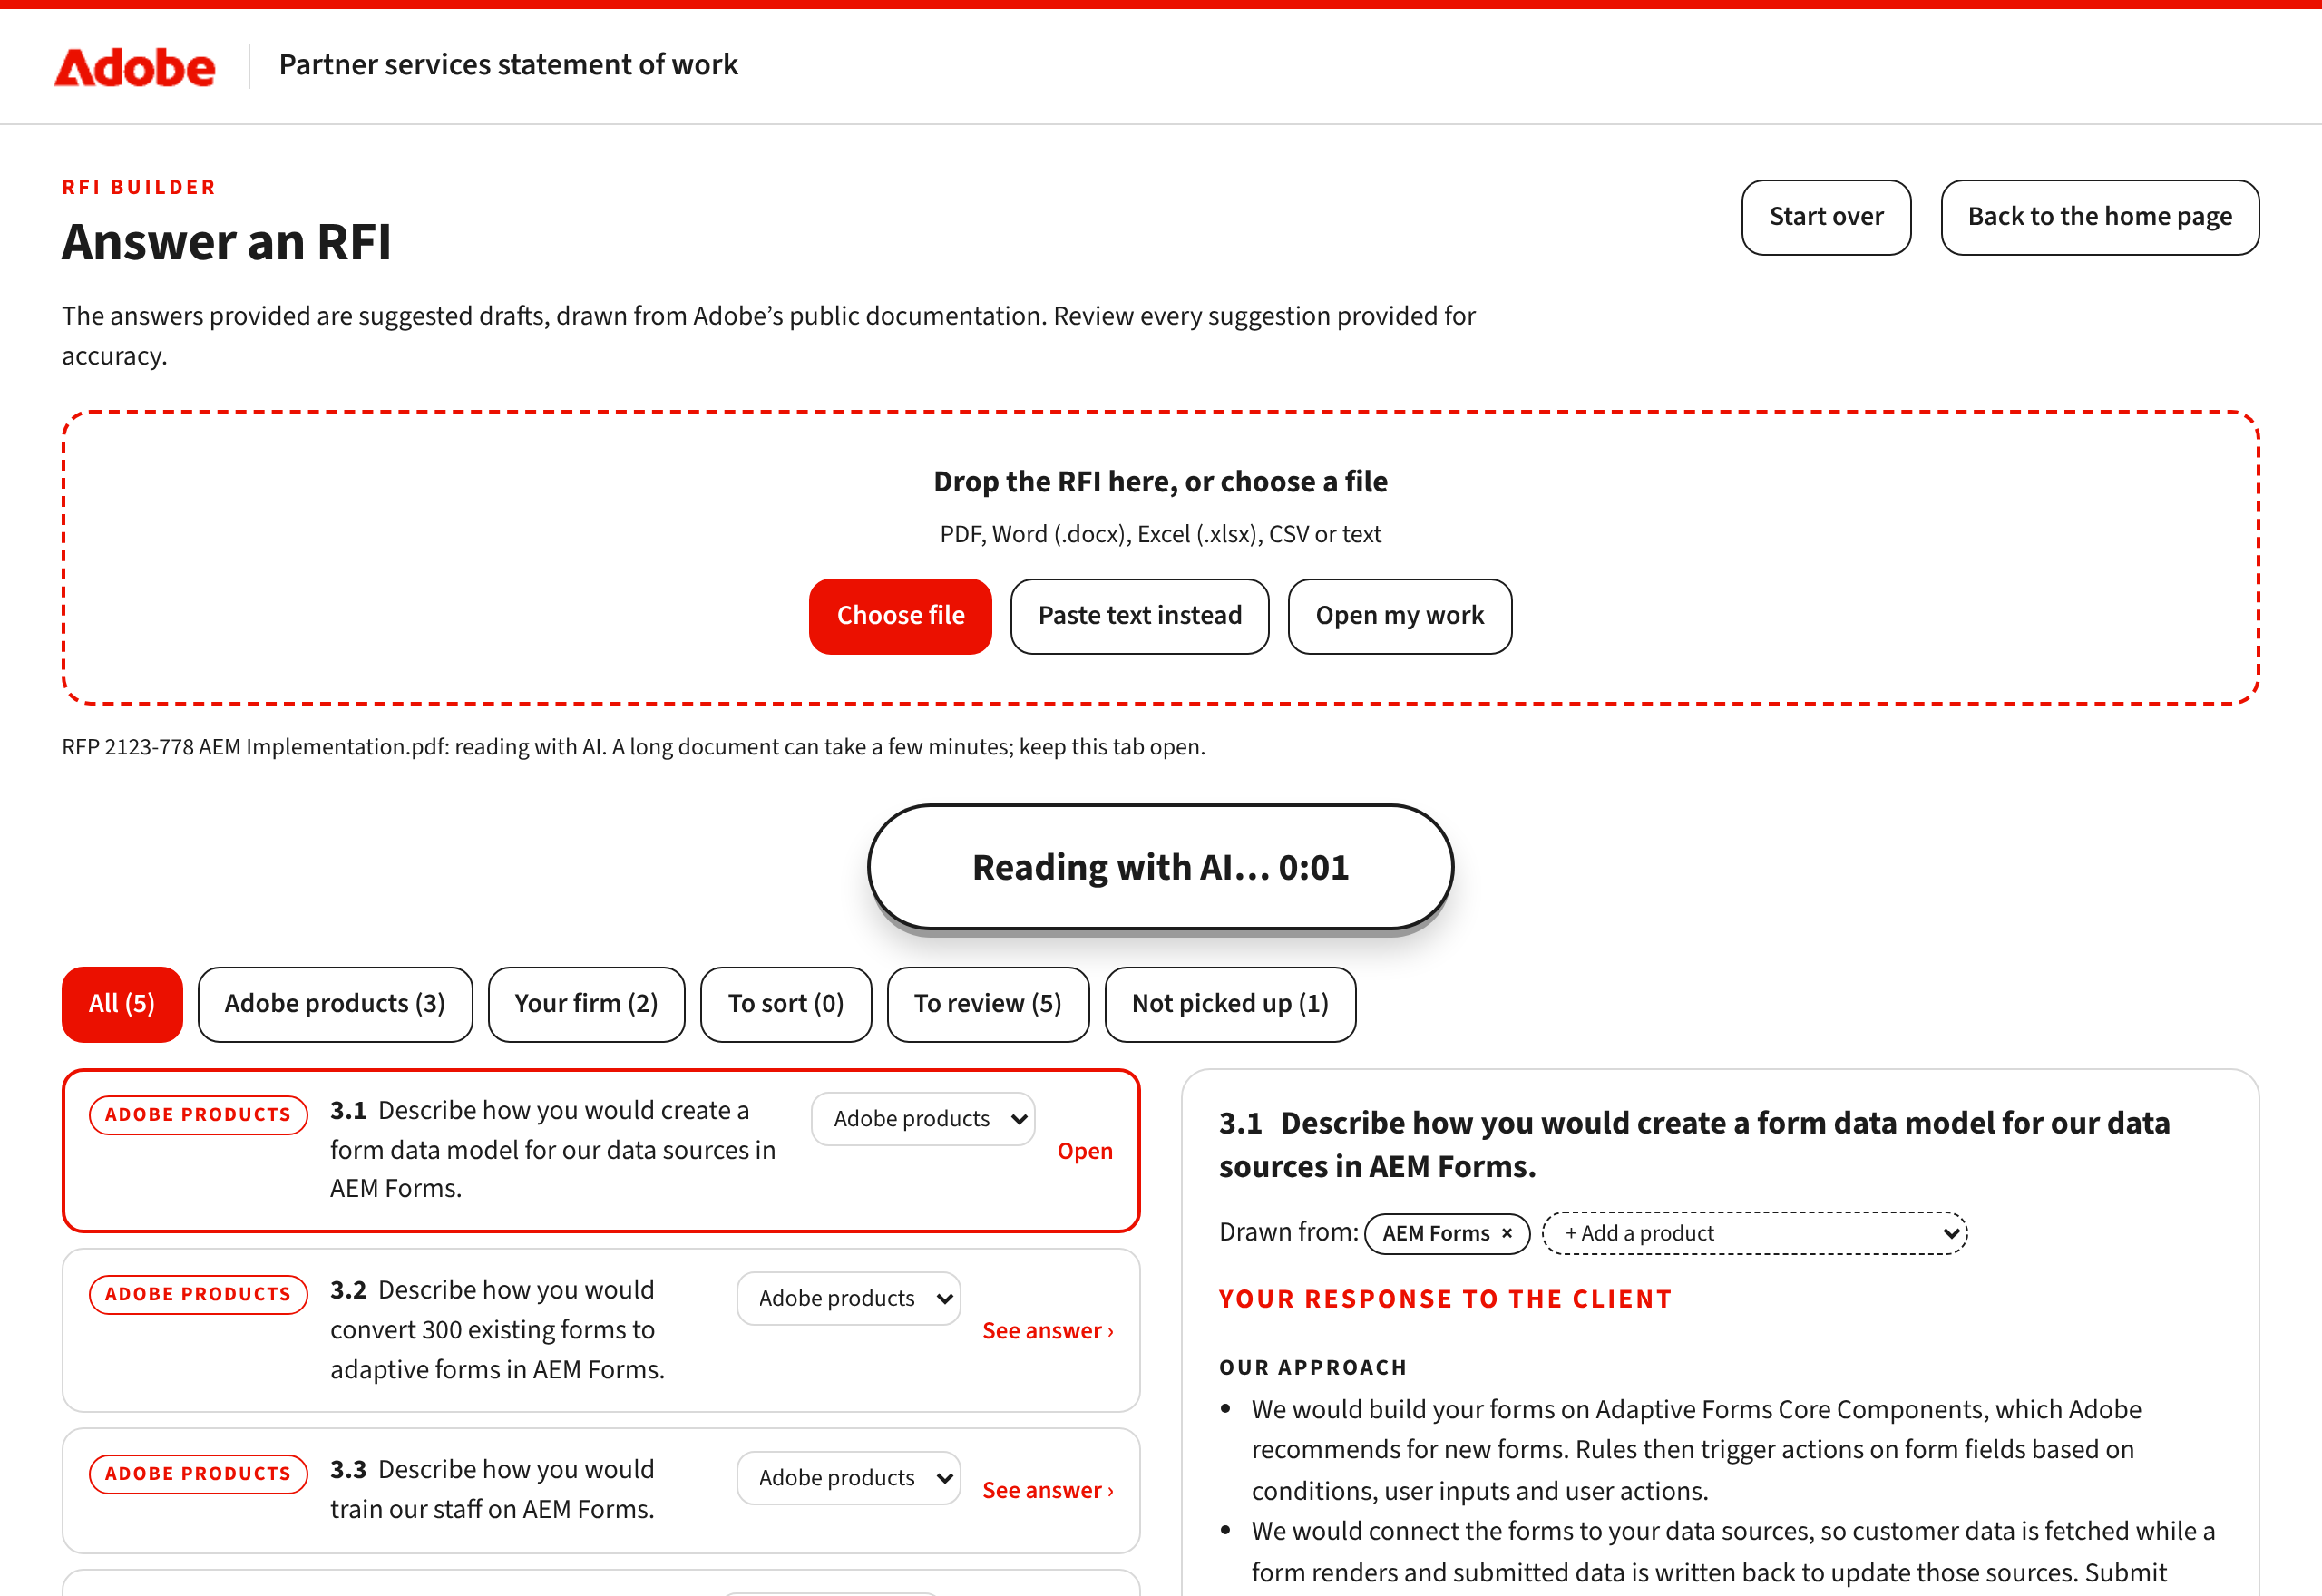 Adobe
Partner services statement of work
RFI BUILDER
Answer an RFI
Start over
Back to the home page
The answers provided are suggested drafts, drawn from Adobe’s public documentation. Review every suggestion provided for
accuracy.
Drop the RFI here, or choose a file
PDF, Word (.docx), Excel (.xlsx), CSV or text
Choose file
Paste text instead
Open my work
RFP 2123-778 AEM Implementation.pdf: reading with AI. A long document can take a few minutes; keep this tab open.
Reading with AI… 0:01
All (5)
Adobe products (3)
Your firm (2)
To sort (0)
To review (5)
Not picked up (1)
ADOBE PRODUCTS
3.1 Describe how you would create a
form data model for our data sources in
AEM Forms.
Adobe products
Open
ADOBE PRODUCTS
3.2 Describe how you would
convert 300 existing forms to
adaptive forms in AEM Forms.
Adobe products
See answer ›
ADOBE PRODUCTS
3.3 Describe how you would
train our staff on AEM Forms.
Adobe products
See answer ›
3.1 Describe how you would create a form data model for our data
sources in AEM Forms.
Drawn from: AEM Forms × + Add a product
YOUR RESPONSE TO THE CLIENT
OUR APPROACH
• We would build your forms on Adaptive Forms Core Components, which Adobe
recommends for new forms. Rules then trigger actions on form fields based on
conditions, user inputs and user actions.
• We would connect the forms to your data sources, so customer data is fetched while a
form renders and submitted data is written back to update those sources. Submit